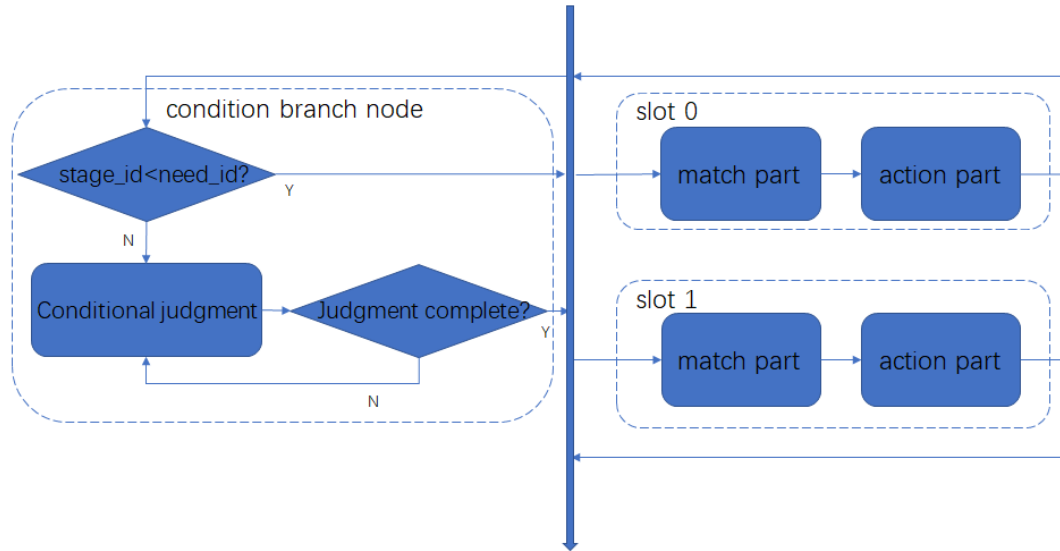 condition branch node
stage_id<need_id?
Y
N
Conditional judgment
Judgment complete?
Y
N
slot 0
match part
action part
slot 1
match part
action part